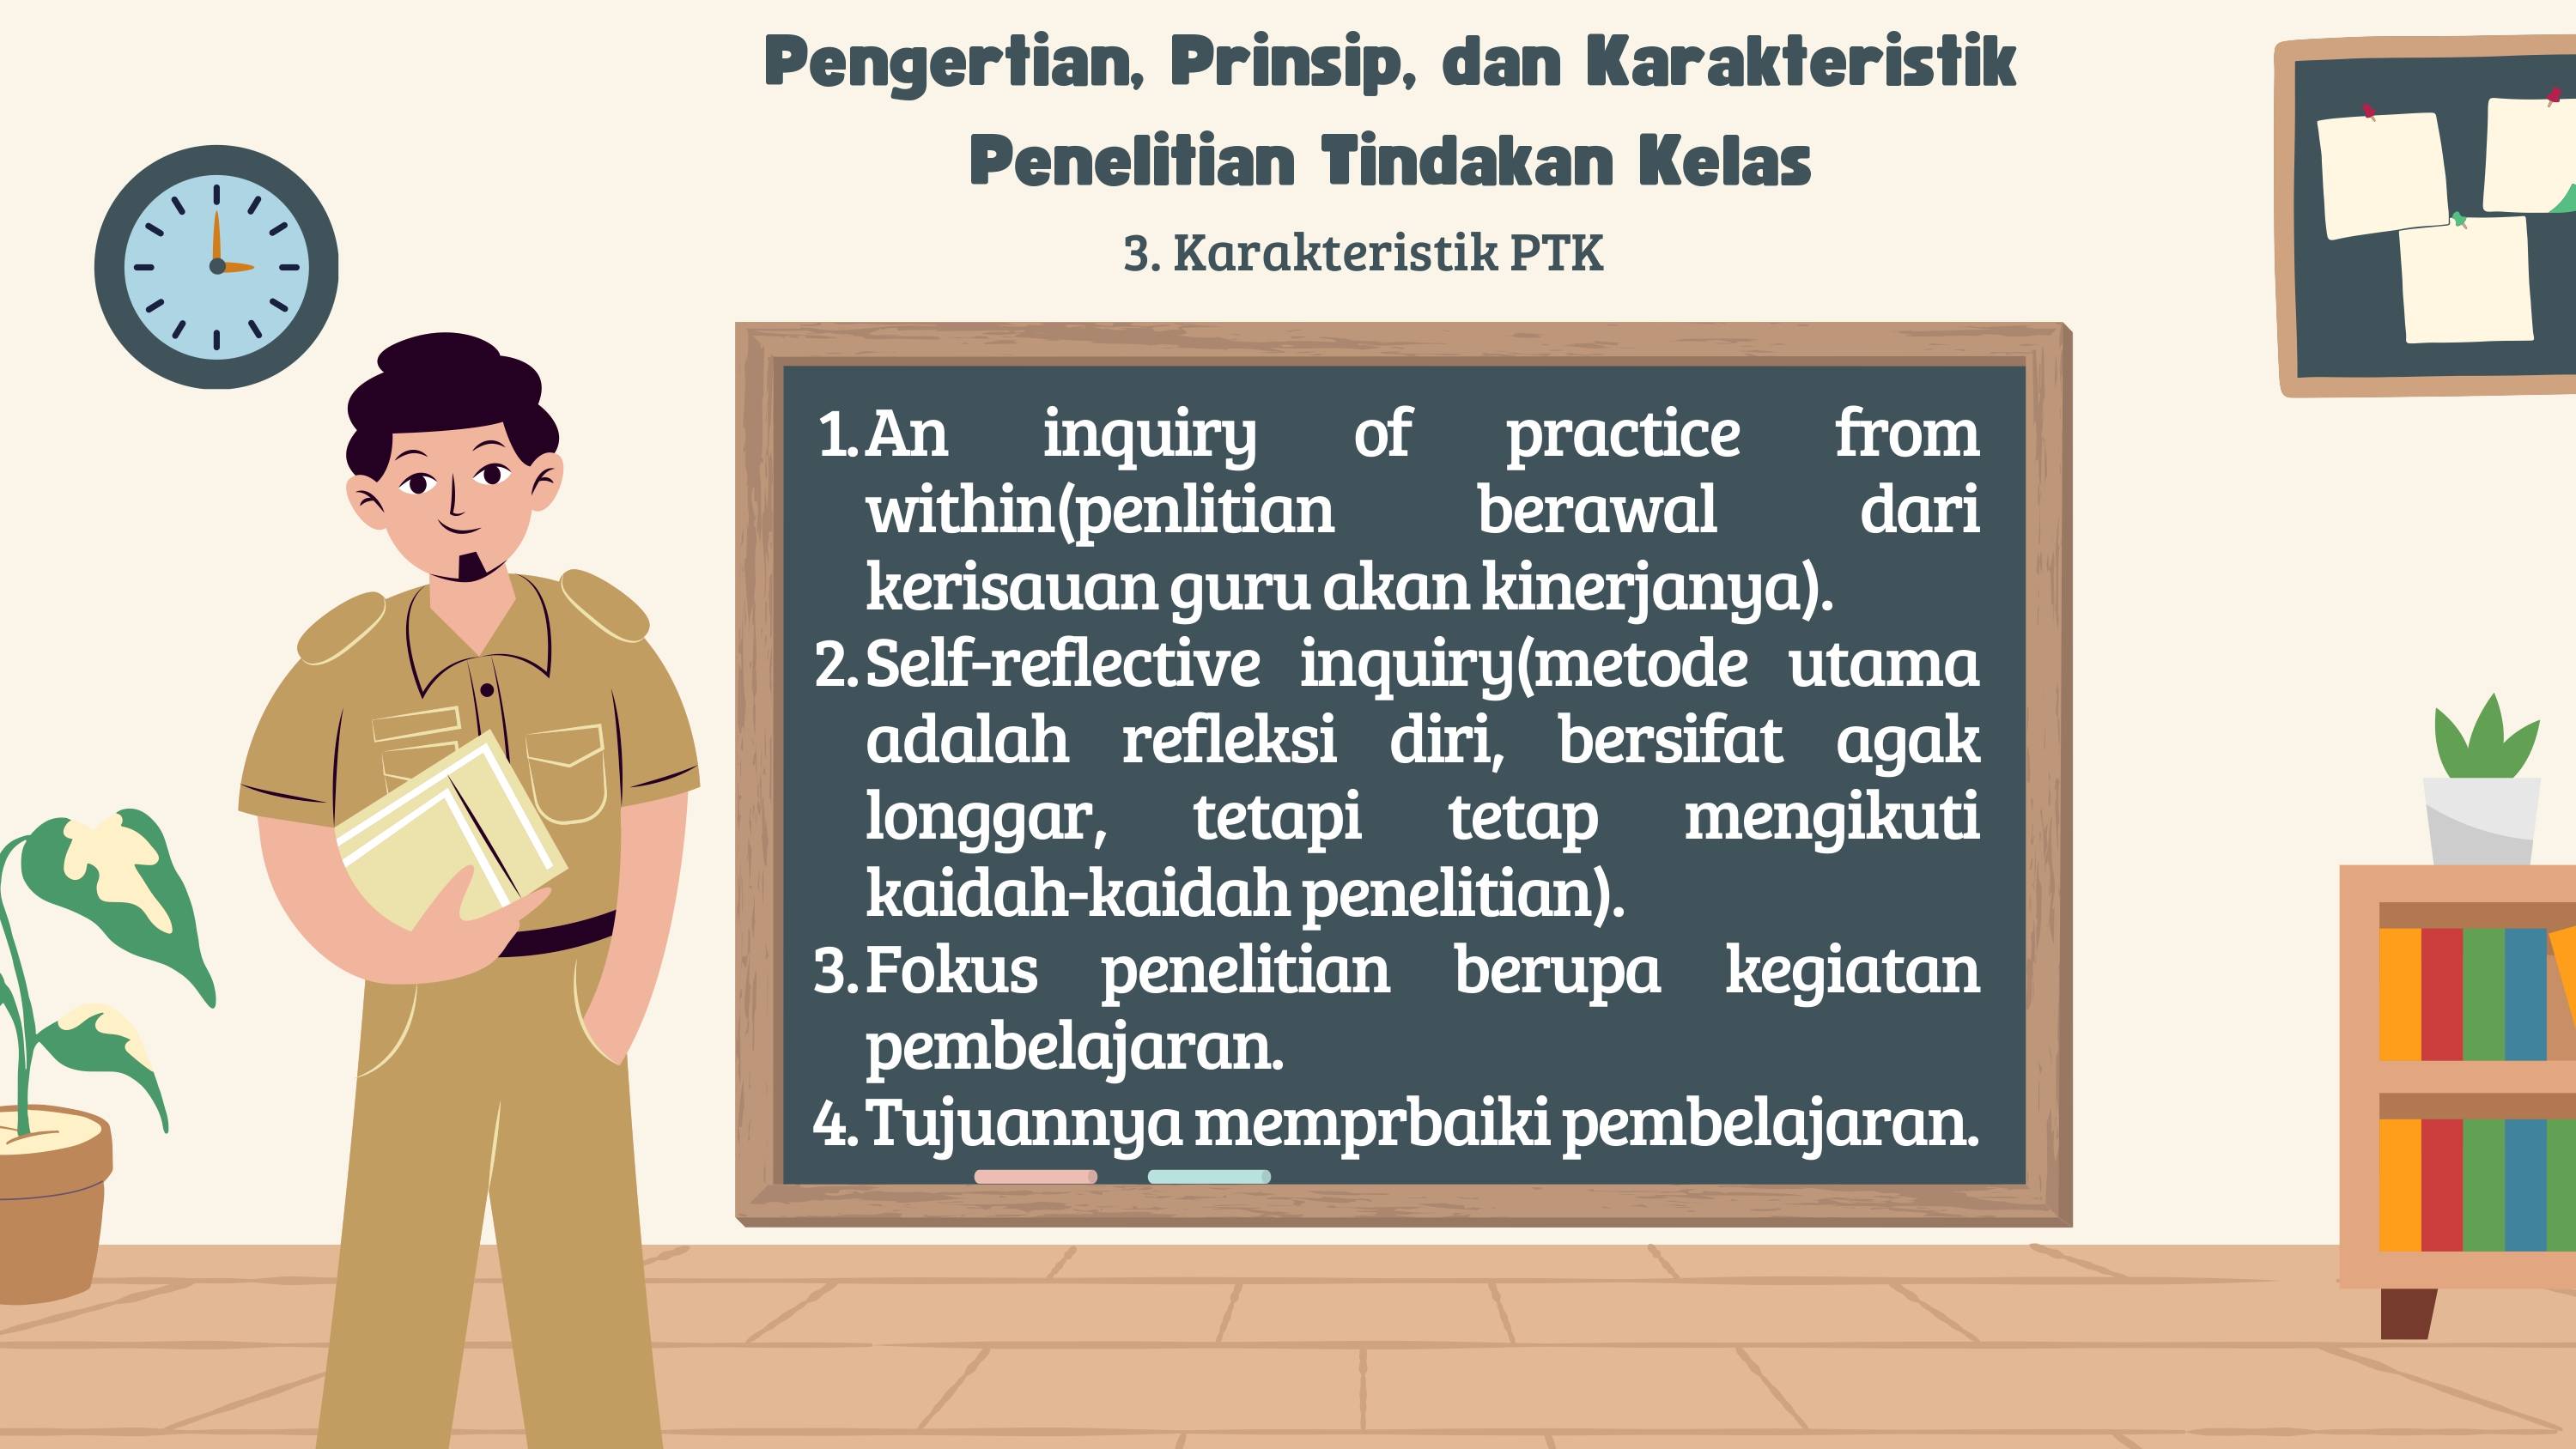 Pengertian, Prinsip, dan Karakteristik
Penelitian Tindakan Kelas
3. Karakteristik PTK
1. An inquiry of practice from
within(penlitian berawal dari
kerisauan guru akan kinerjanya).
2. Self-reflective inquiry(metode utama
adalah refleksi diri, bersifat agak
longgar, tetapi tetap mengikuti
kaidah-kaidah penelitian).
3. Fokus penelitian berupa kegiatan
pembelajaran.
4. Tujuannya memprbaiki pembelajaran.